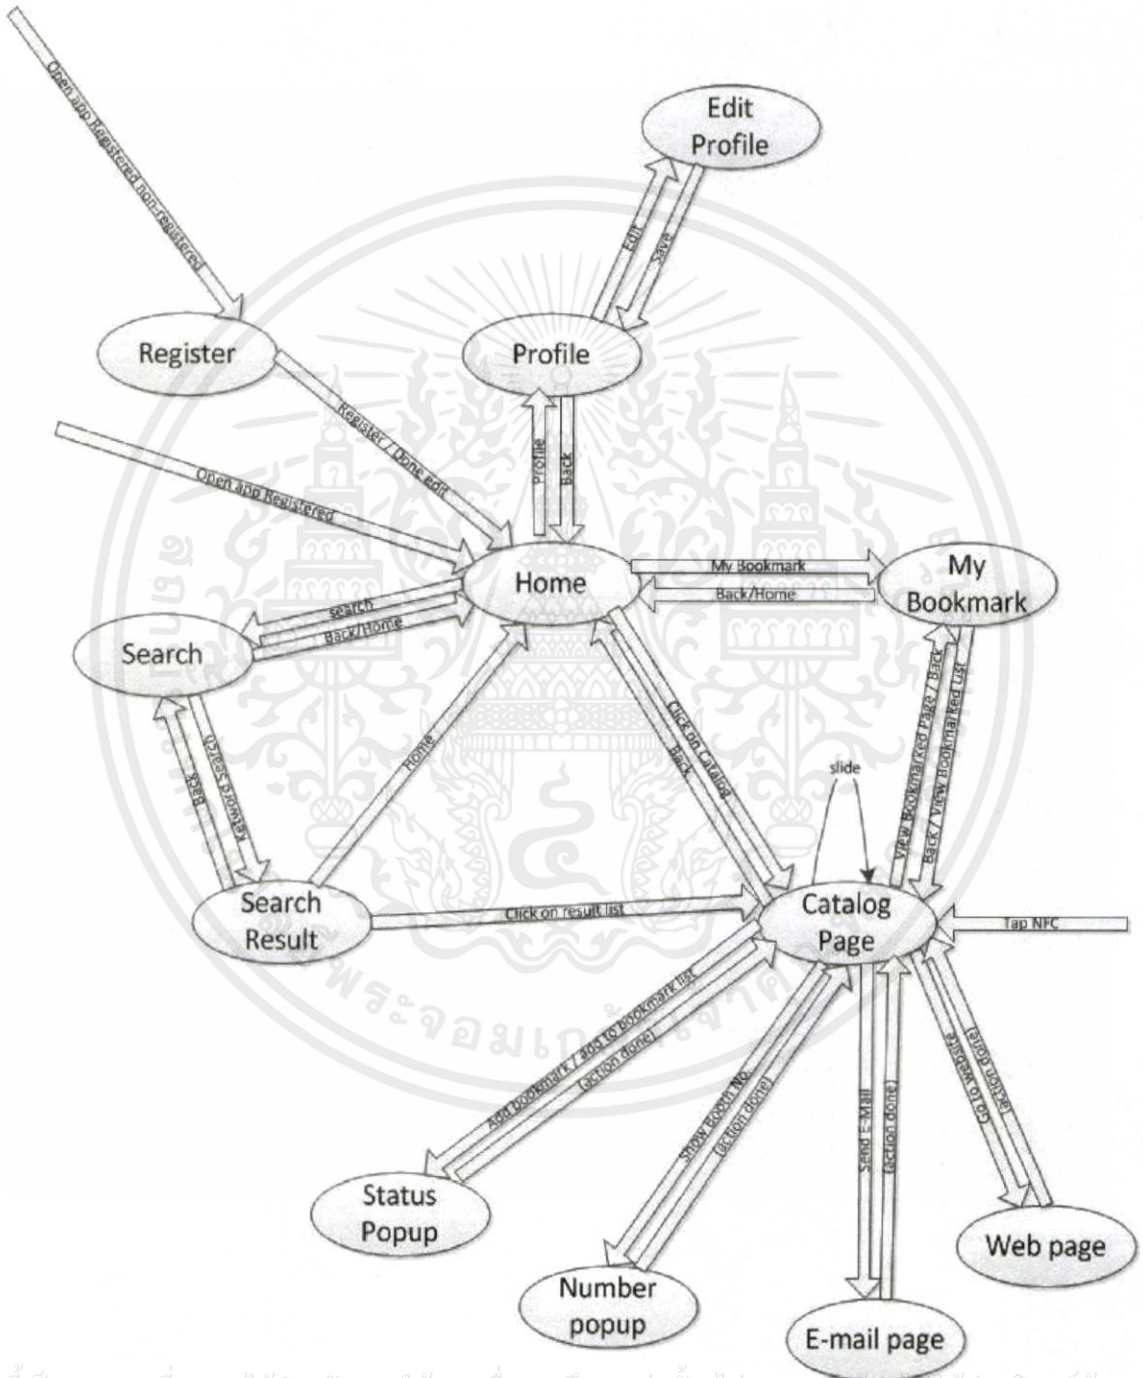 Open app Registered non-registered
Edit
Profile
Edit
Save
Register
Profile
Register / Done edit
Profile
Back
Open app Registered
Home
My Bookmark
Back/Home
My
Bookmark
search
Back/Home
Search
Back
Ketword Search
Home
Click on Catalog
Back
slide
View Bookmarked Page / Back
Back / View Bookmarked List
Search
Result
Click on result list
Catalog
Page
Tap NFC
Add bookmark / add to bookmark list
(action done)
Show Booth No.
(action done)
Send E-Mail
(action done)
Go to website
(action done)
Status
Popup
Number
popup
E-mail page
Web page